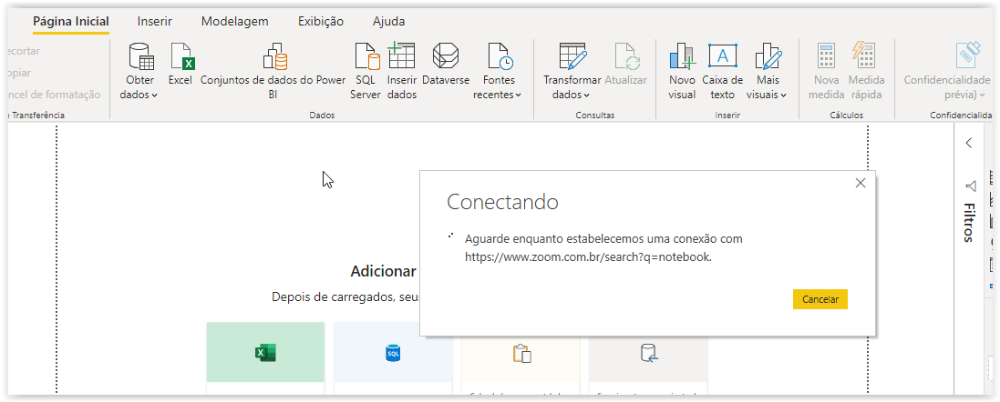 Página Inicial Inserir Modelagem Exibição Ajuda
ecortar
opiar
ncel de formatação
e Transferência
Obter dados
Excel
Conjuntos de dados do Power BI
SQL Server
Inserir dados
Dataverse
Fontes recentes
Dados
Transformar dados
Atualizar
Consultas
Novo visual
Caixa de texto
Mais visuais
Inserir
Nova medida
Medida rápida
Cálculos
Confidencialidade
prévia)
Confidencialida
Filtros
Conectando
Aguarde enquanto estabelecemos uma conexão com
https://www.zoom.com.br/search?q=notebook.
Cancelar
Adicionar
Depois de carregados, seus
SQL